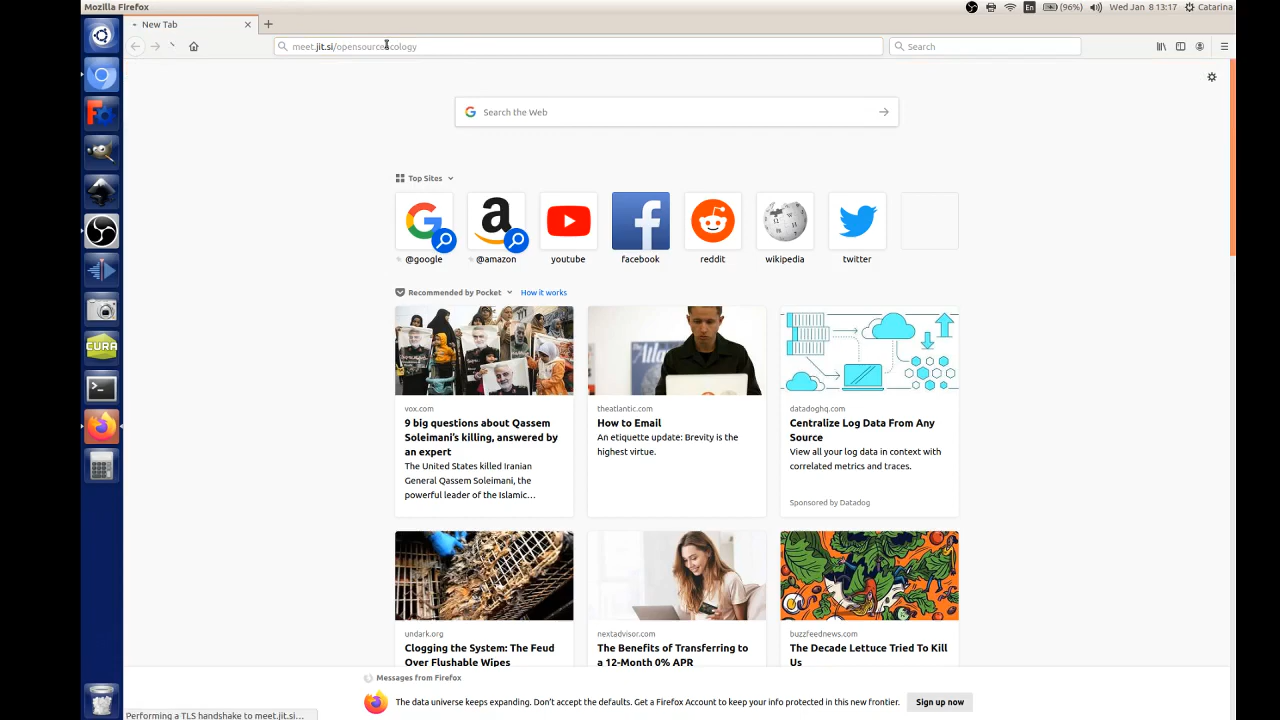 Mozilla Firefox
En
(96%)
Wed Jan 8 13:17
Catarina
New Tab
meet.jit.si/opensourceecology
Search
Search the Web
Top Sites
@google
@amazon
youtube
facebook
reddit
wikipedia
twitter
Recommended by Pocket
How it works
vox.com
9 big questions about Qassem
Soleimani's killing, answered by
an expert
The United States killed Iranian
General Qassem Soleimani, the
powerful leader of the Islamic…
theatlantic.com
How to Email
An etiquette update: Brevity is the
highest virtue.
datadoghq.com
Centralize Log Data From Any
Source
View all your log data in context with
correlated metrics and traces.
Sponsored by Datadog
undark.org
Clogging the System: The Feud
Over Flushable Wipes
nextadvisor.com
The Benefits of Transferring to
a 12-Month 0% APR
buzzfeednews.com
The Decade Lettuce Tried To Kill
Us
CURA
Messages from Firefox
The data universe keeps expanding. Don't accept the defaults. Get a Firefox Account to keep your info protected in this new frontier.
Sign up now
Performing a TLS handshake to meet.jit.si…